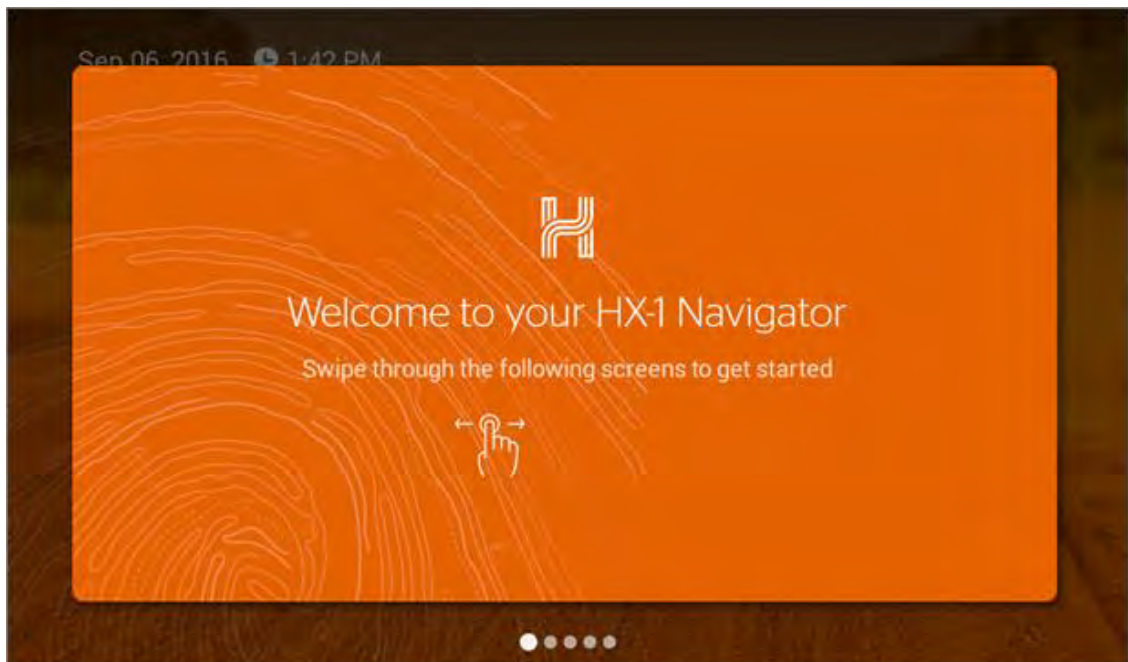 Sep 06, 2016 1:42 PM
Welcome to your HX-1 Navigator
Swipe through the following screens to get started